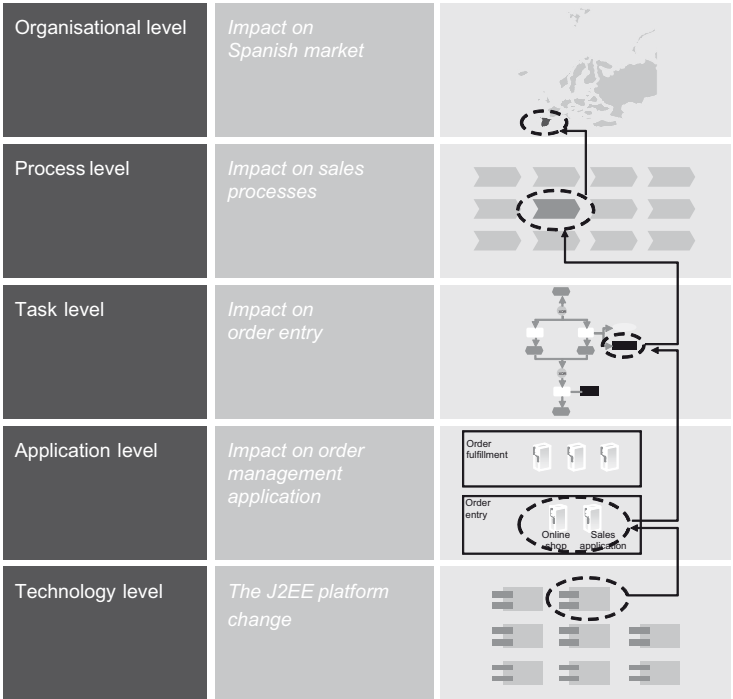 Organisational level
Impact on
Spanish market
Process level
Impact on sales
processes
Task level
Impact on
order entry
Application level
Impact on order
management
application
Order
fulfillment
Order
entry
Online
shop
Sales
application
Technology level
The J2EE platform
change